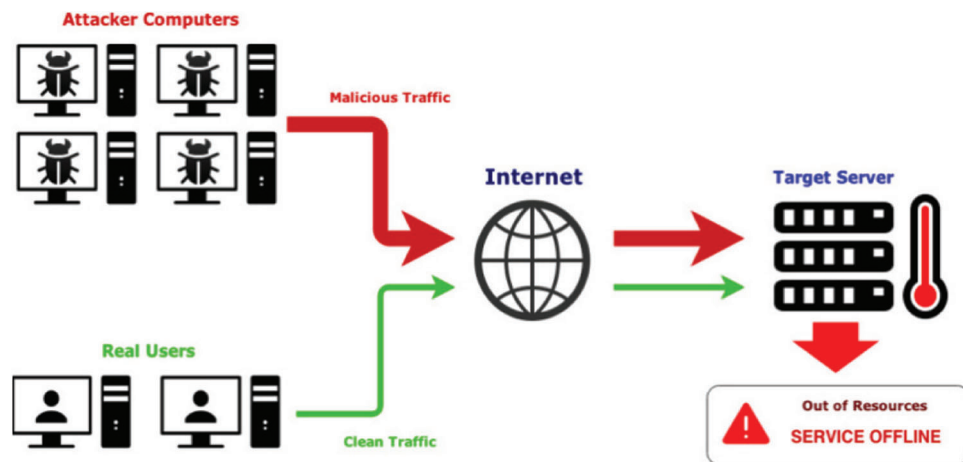 Attacker Computers
Malicious Traffic
Internet
Target Server
Real Users
Clean Traffic
Out of Resources
SERVICE OFFLINE